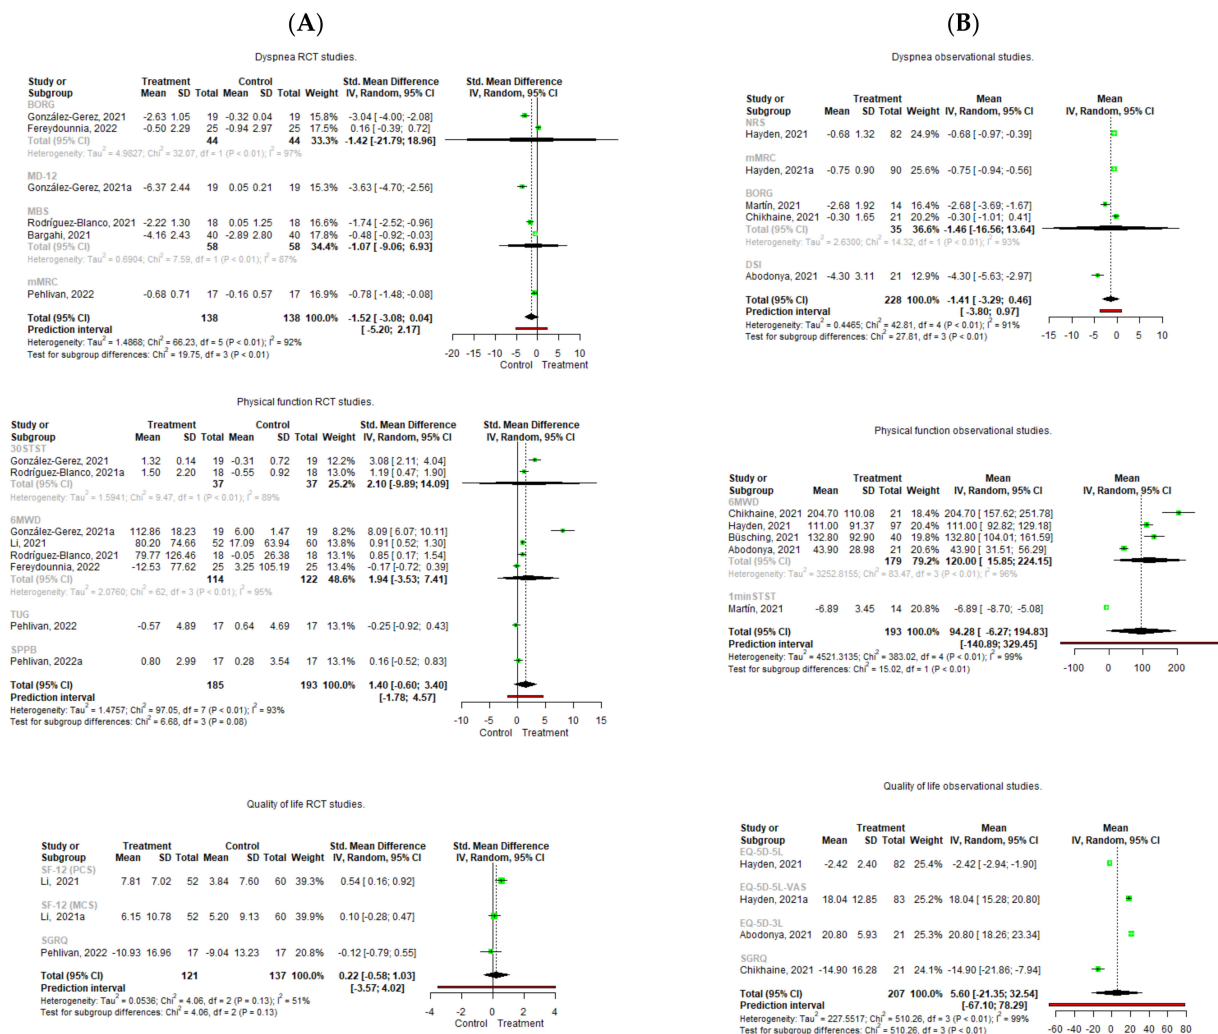 (A)
Dyspnea RCT studies.
Study or Treatment Control Std. Mean Difference Std. Mean Difference
Subgroup Mean SD Total Mean SD Total Weight IV, Random, 95% CI IV, Random, 95% CI
BORG
González-Gerez, 2021 -2.63 1.05 19 -0.32 0.04 19 15.8% -3.04 [ -4.00; -2.08]
Fereydounnia, 2022 -0.50 2.29 25 -0.94 2.97 25 17.5% 0.16 [ -0.39; 0.72]
Total (95% CI) 44 44 33.3% -1.42 [-21.79; 18.96]
Heterogeneity: Tau² = 4.9827; Chi² = 32.07, df = 1 (P < 0.01); I² = 97%
MD-12
González-Gerez, 2021a -6.37 2.44 19 0.05 0.21 19 15.3% -3.63 [ -4.70; -2.56]
MBS
Rodríguez-Blanco, 2021 -2.22 1.30 18 0.05 1.25 18 16.6% -1.74 [ -2.52; -0.96]
Bargahi, 2021 -4.16 2.43 40 -2.89 2.80 40 17.8% -0.48 [ -0.92; -0.03]
Total (95% CI) 58 58 34.4% -1.07 [ -9.06; 6.93]
Heterogeneity: Tau² = 0.6904; Chi² = 7.59, df = 1 (P < 0.01); I² = 87%
mMRC
Pehlivan, 2022 -0.68 0.71 17 -0.16 0.57 17 16.9% -0.78 [ -1.48; -0.08]
Total (95% CI) 138 138 100.0% -1.52 [ -3.08; 0.04]
Prediction interval [ -5.20; 2.17]
Heterogeneity: Tau² = 1.4868; Chi² = 66.23, df = 5 (P < 0.01); I² = 92%
Test for subgroup differences: Chi² = 19.75, df = 3 (P < 0.01)
-20 -15 -10 -5 0 5 10
Control Treatment
Physical function RCT studies.
Study or Treatment Control Std. Mean Difference Std. Mean Difference
Subgroup Mean SD Total Mean SD Total Weight IV, Random, 95% CI IV, Random, 95% CI
30STST
González-Gerez, 2021 1.32 0.14 19 -0.31 0.72 19 12.2% 3.08 [ 2.11; 4.04]
Rodríguez-Blanco, 2021a 1.50 2.20 18 -0.55 0.92 18 13.0% 1.19 [ 0.47; 1.90]
Total (95% CI) 37 37 25.2% 2.10 [-9.89; 14.09]
Heterogeneity: Tau² = 1.5941; Chi² = 9.47, df = 1 (P < 0.01); I² = 89%
6MWD
González-Gerez, 2021a 112.86 18.23 19 6.00 1.47 19 8.2% 8.09 [ 6.07; 10.11]
Li, 2021 80.20 74.66 52 17.09 63.94 60 13.5% 0.91 [ 0.52; 1.30]
Rodríguez-Blanco, 2021 79.77 126.46 18 -0.05 26.38 18 13.1% 0.85 [ 0.17; 1.54]
Fereydounnia, 2022 -12.53 77.62 25 3.25 105.19 25 13.4% -0.17 [-0.72; 0.39]
Total (95% CI) 114 122 48.6% 1.94 [-3.53; 7.41]
Heterogeneity: Tau² = 2.0760; Chi² = 62, df = 3 (P < 0.01); I² = 95%
TUG
Pehlivan, 2022 -0.57 4.89 17 0.64 4.69 17 13.1% -0.25 [-0.92; 0.43]
SPPB
Pehlivan, 2022a 0.80 2.99 17 0.28 3.54 17 13.1% 0.16 [-0.52; 0.83]
Total (95% CI) 185 193 100.0% 1.40 [-0.60; 3.40]
Prediction interval [-1.78; 4.57]
Heterogeneity: Tau² = 1.4757; Chi² = 97.05, df = 7 (P < 0.01); I² = 93%
Test for subgroup differences: Chi² = 6.68, df = 3 (P = 0.08)
-10 -5 0 5 10 15
Control Treatment
Quality of life RCT studies.
Study or Treatment Control Std. Mean Difference Std. Mean Difference
Subgroup Mean SD Total Mean SD Total Weight IV, Random, 95% CI IV, Random, 95% CI
SF-12 (PCS)
Li, 2021 7.81 7.02 52 3.84 7.60 60 39.3% 0.54 [ 0.16; 0.92]
SF-12 (MCS)
Li, 2021a 6.15 10.78 52 5.20 9.13 60 39.9% 0.10 [-0.28; 0.47]
SGRQ
Pehlivan, 2022 -10.93 16.96 17 -9.04 13.23 17 20.8% -0.12 [-0.79; 0.55]
Total (95% CI) 121 137 100.0% 0.22 [-0.58; 1.03]
Prediction interval [-3.57; 4.02]
Heterogeneity: Tau² = 0.0536; Chi² = 4.06, df = 2 (P = 0.13); I² = 51%
Test for subgroup differences: Chi² = 4.06, df = 2 (P = 0.13)
-4 -2 0 2 4
Control Treatment
(B)
Dyspnea observational studies.
Study or Treatment Mean Mean
Subgroup Mean SD Total Weight IV, Random, 95% CI IV, Random, 95% CI
NRS
Hayden, 2021 -0.68 1.32 82 24.9% -0.68 [ -0.97; -0.39]
mMRC
Hayden, 2021a -0.75 0.90 90 25.6% -0.75 [ -0.94; -0.56]
BORG
Martín, 2021 -2.68 1.92 14 16.4% -2.68 [ -3.69; -1.67]
Chikhaine, 2021 -0.30 1.65 21 20.2% -0.30 [ -1.01; 0.41]
Total (95% CI) 35 36.6% -1.46 [-16.56; 13.64]
Heterogeneity: Tau² = 2.6300; Chi² = 14.32, df = 1 (P < 0.01); I² = 93%
DSI
Abodonya, 2021 -4.30 3.11 21 12.9% -4.30 [ -5.63; -2.97]
Total (95% CI) 228 100.0% -1.41 [ -3.29; 0.46]
Prediction interval [ -3.80; 0.97]
Heterogeneity: Tau² = 0.4465; Chi² = 42.81, df = 4 (P < 0.01); I² = 91%
Test for subgroup differences: Chi² = 27.81, df = 3 (P < 0.01)
-15 -10 -5 0 5 10 15
Physical function observational studies.
Study or Treatment Mean Mean
Subgroup Mean SD Total Weight IV, Random, 95% CI IV, Random, 95% CI
6MWD
Chikhaine, 2021 204.70 110.08 21 18.4% 204.70 [ 157.62; 251.78]
Hayden, 2021 111.00 91.37 97 21.0% 111.00 [ 92.82; 129.18]
Büsching, 2021 132.80 92.90 40 20.0% 132.80 [ 104.01; 161.59]
Abodonya, 2021 43.90 28.98 21 21.2% 43.90 [ 31.51; 56.29]
Total (95% CI) 179 79.2% 120.00 [ 15.85; 224.15]
Heterogeneity: Tau² = 3252.8155; Chi² = 83.47, df = 3 (P < 0.01); I² = 96%
1minSTST
Martín, 2021 -6.89 3.45 14 20.8% -6.89 [ -8.70; -5.08]
Total (95% CI) 193 100.0% 94.28 [ -6.27; 194.83]
Prediction interval [-140.89; 329.45]
Heterogeneity: Tau² = 4521.3135; Chi² = 383.02, df = 4 (P < 0.01); I² = 99%
Test for subgroup differences: Chi² = 15.02, df = 1 (P < 0.01)
-100 0 100 200
Quality of life observational studies.
Study or Treatment Mean Mean
Subgroup Mean SD Total Weight IV, Random, 95% CI IV, Random, 95% CI
EQ-5D-5L
Hayden, 2021 -2.42 2.40 82 25.4% -2.42 [ -2.94; -1.90]
EQ-5D-5L-VAS
Hayden, 2021a 18.04 12.85 83 25.2% 18.04 [ 15.28; 20.80]
EQ-5D-3L
Abodonya, 2021 20.80 5.93 21 25.3% 20.80 [ 18.26; 23.34]
SGRQ
Chikhaine, 2021 -14.90 16.28 21 24.1% -14.90 [-21.86; -7.94]
Total (95% CI) 207 100.0% 5.60 [-21.35; 32.54]
Prediction interval [-67.10; 78.29]
Heterogeneity: Tau² = 227.5517; Chi² = 510.26, df = 3 (P < 0.01); I² = 99%
Test for subgroup differences: Chi² = 510.26, df = 3 (P < 0.01)
-60 -40 -20 0 20 40 60 80